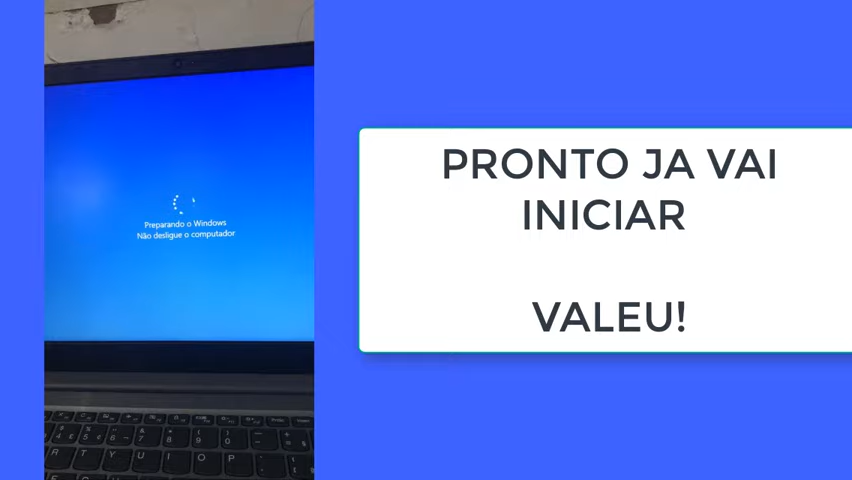 Preparando o Windows
Não desligue o computador
PRONTO JA VAI
INICIAR
VALEU!